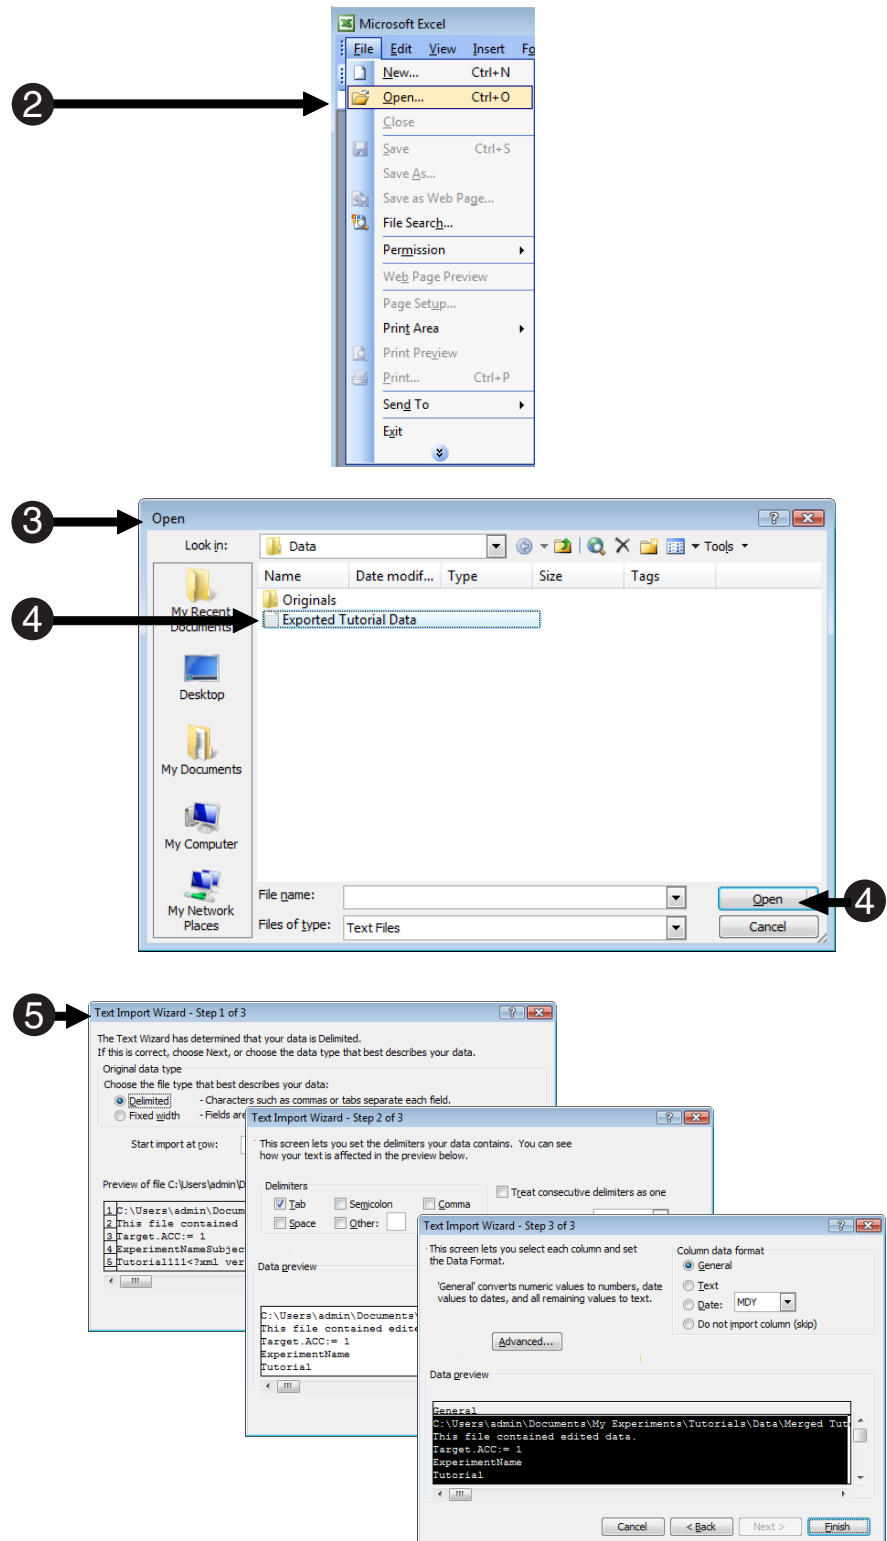 Microsoft Excel
File Edit View Insert Fo
New... Ctrl+N
2
Open... Ctrl+O
Close
Save Ctrl+S
Save As...
Save as Web Page...
File Search...
Permission
Web Page Preview
Page Setup...
Print Area
Print Preview
Print... Ctrl+P
Send To
Exit
3
Open
Look in: Data Tools
Name Date modif... Type Size Tags
Originals
4
Exported Tutorial Data
My Recent
Documents
Desktop
My Documents
My Computer
My Network
Places
File name: Open
4
Files of type: Text Files Cancel
5
Text Import Wizard - Step 1 of 3
The Text Wizard has determined that your data is Delimited.
If this is correct, choose Next, or choose the data type that best describes your data.
Original data type
Choose the file type that best describes your data:
Delimited - Characters such as commas or tabs separate each field.
Fixed width - Fields are
Start import at row:
Preview of file C:\Users\admin\D
1 C:\Users\admin\Docum
2 This file contained
3 Target.ACC:= 1
4 ExperimentNameSubjec
5 Tutorial111<?xml ver
Text Import Wizard - Step 2 of 3
This screen lets you set the delimiters your data contains. You can see
how your text is affected in the preview below.
Delimiters
Tab Semicolon Comma
Space Other:
Treat consecutive delimiters as one
Data preview
C:\Users\admin\Documents\
This file contained edite
Target.ACC:= 1
ExperimentName
Tutorial
Text Import Wizard - Step 3 of 3
This screen lets you select each column and set
the Data Format.
'General' converts numeric values to numbers, date
values to dates, and all remaining values to text.
Advanced...
Column data format
General
Text
Date: MDY
Do not import column (skip)
Data preview
General
C:\Users\admin\Documents\My Experiments\Tutorials\Data\Merged Tut
This file contained edited data.
Target.ACC:= 1
ExperimentName
Tutorial
Cancel < Back Next > Finish